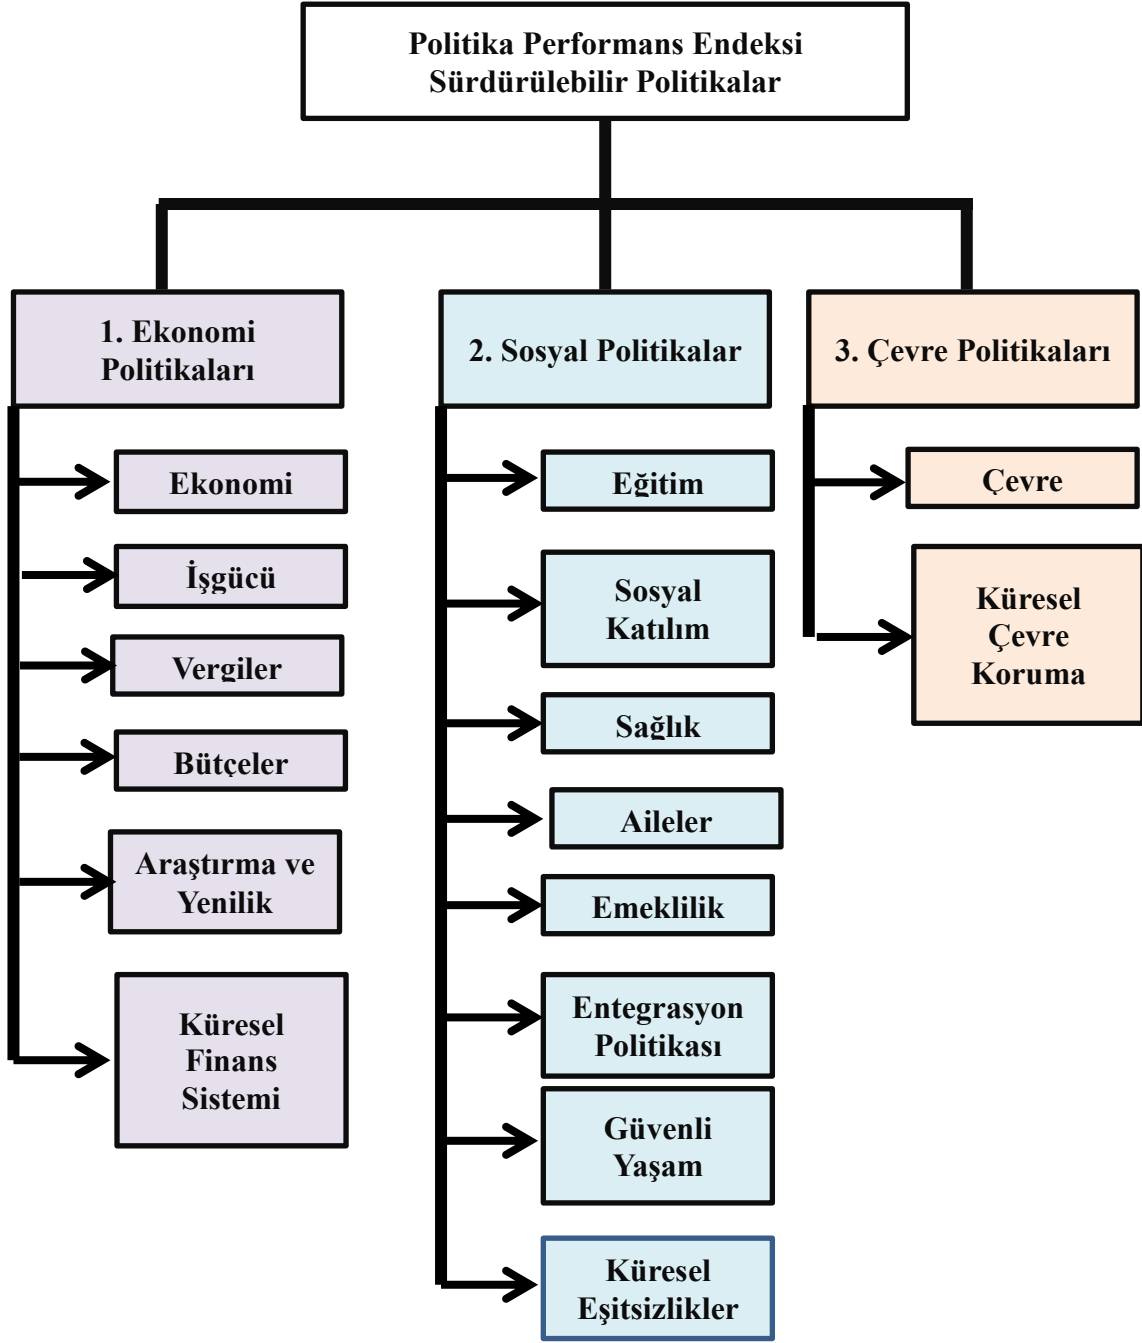 Politika Performans Endeksi
Sürdürülebilir Politikalar
1. Ekonomi
Politikaları
Ekonomi
İşgücü
Vergiler
Bütçeler
Araştırma ve
Yenilik
Küresel
Finans
Sistemi
2. Sosyal Politikalar
Eğitim
Sosyal
Katılım
Sağlık
Aileler
Emeklilik
Entegrasyon
Politikası
Güvenli
Yaşam
Küresel
Eşitsizlikler
3. Çevre Politikaları
Çevre
Küresel
Çevre
Koruma